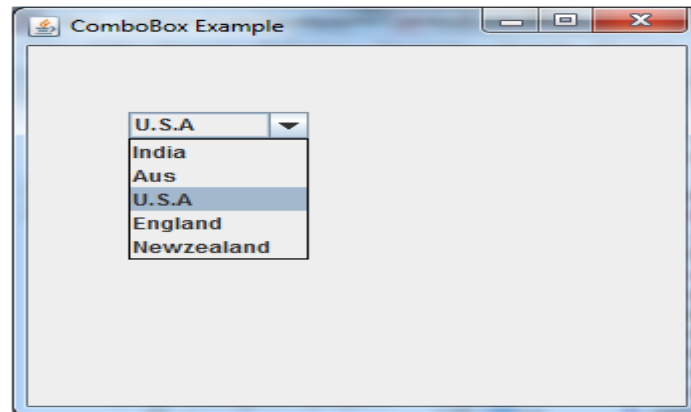 ComboBox Example
U.S.A
India
Aus
U.S.A
England
Newzealand